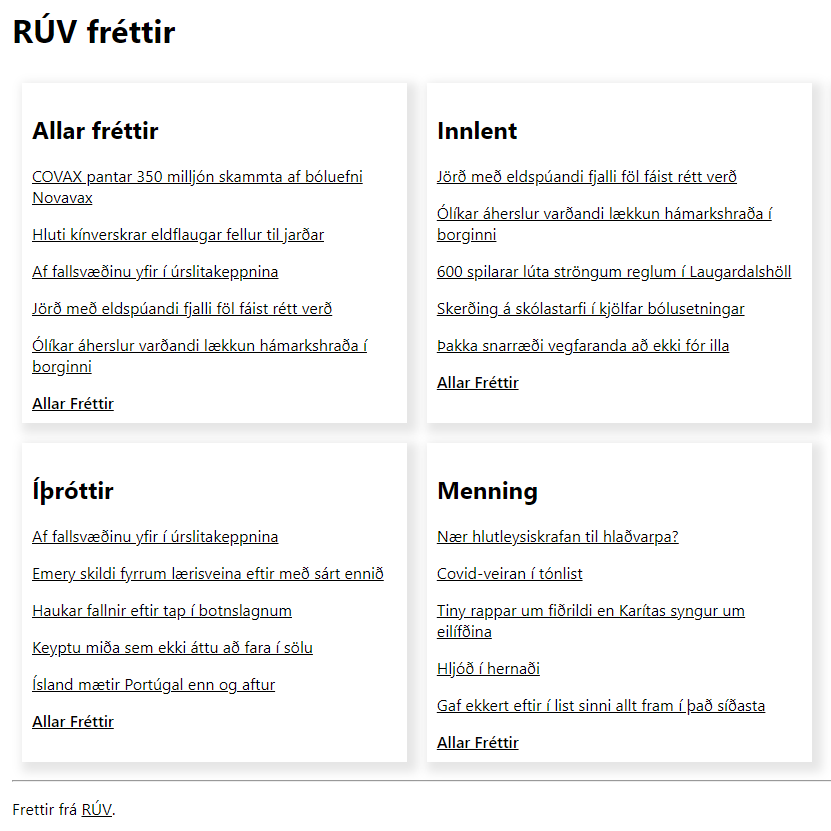 RÚV fréttir
Allar fréttir
COVAX pantar 350 milljón skammta af bóluefni
Novavax
Hluti kínverskrar eldflaugar fellur til jarðar
Af fallsvæðinu yfir í úrslitakeppnina
Jörð með eldspúandi fjalli föl fáist rétt verð
Ólíkar áherslur varðandi lækkun hámarkshraða í
borginni
Allar Fréttir
Innlent
Jörð með eldspúandi fjalli föl fáist rétt verð
Ólíkar áherslur varðandi lækkun hámarkshraða í
borginni
600 spilarar lúta ströngum reglum í Laugardalshöll
Skerðing á skólastarfi í kjölfar bólusetningar
Þakka snarræði vegfaranda að ekki fór illa
Allar Fréttir
Íþróttir
Af fallsvæðinu yfir í úrslitakeppnina
Emery skildi fyrrum lærisveina eftir með sárt ennið
Haukar fallnir eftir tap í botnslagnum
Keyptu miða sem ekki áttu að fara í sölu
Ísland mætir Portúgal enn og aftur
Allar Fréttir
Menning
Nær hlutleysiskrafan til hlaðvarpa?
Covid-veiran í tónlist
Tiny rappar um fiðrildi en Karítas syngur um
eilífðina
Hljóð í hernaði
Gaf ekkert eftir í list sinni allt fram í það síðasta
Allar Fréttir
Frettir frá RÚV.